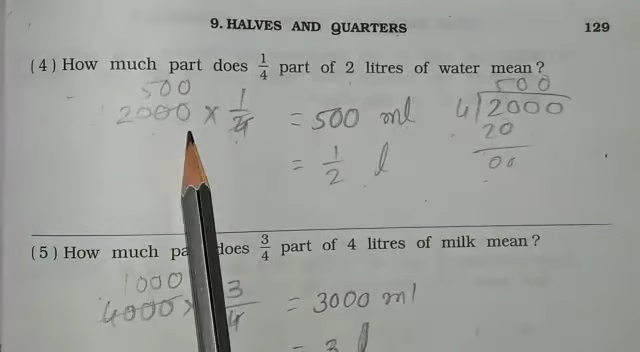 9. HALVES AND QUARTERS 129
(4) How much part does 1/4 part of 2 litres of water mean?
500
2000 × 1/4 = 500 ml
= 1/2 l
500
4)2000
20
00
(5) How much pa does 3/4 part of 4 litres of milk mean?
1000
4000 × 3/4 = 3000 ml
= 3 l